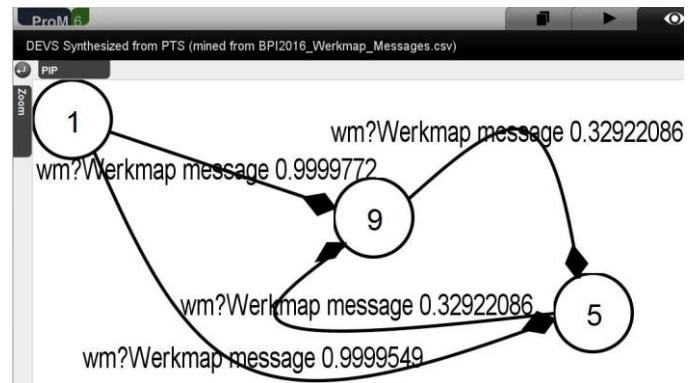 ProM 6
DEVS Synthesized from PTS (mined from BPI2016_Werkmap_Messages.csv)
PIP
Zoom
1
wm?Werkmap message 0.32922086
wm?Werkmap message 0.9999772
9
wm?Werkmap message 0.32922086
5
wm?Werkmap message 0.9999549